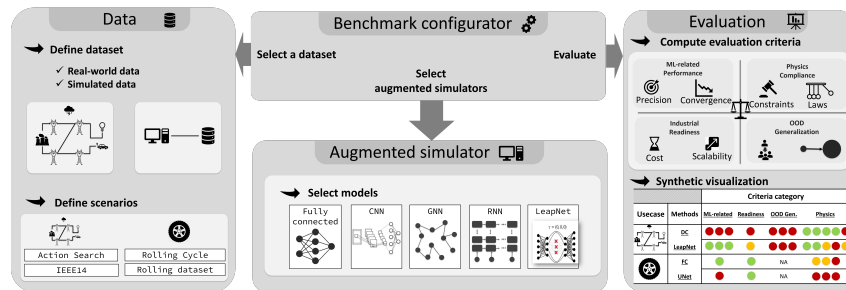 Data
Define dataset
✓ Real-world data
✓ Simulated data
Define scenarios
Action Search
IEEE14
Rolling Cycle
Rolling dataset
Benchmark configurator
Select a dataset
Evaluate
Select
augmented simulators
Augmented simulator
Select models
Fully
connected
CNN
GNN
RNN
LeapNet
Evaluation
Compute evaluation criteria
ML-related
Performance
Precision
Convergence
Physics
Compliance
Constraints
Laws
Industrial
Readiness
Cost
Scalability
OOD
Generalization
Synthetic visualization
Criteria category
Usecase Methods ML-related Readiness OOD Gen. Physics
DC
LeapNet
FC NA
UNet NA